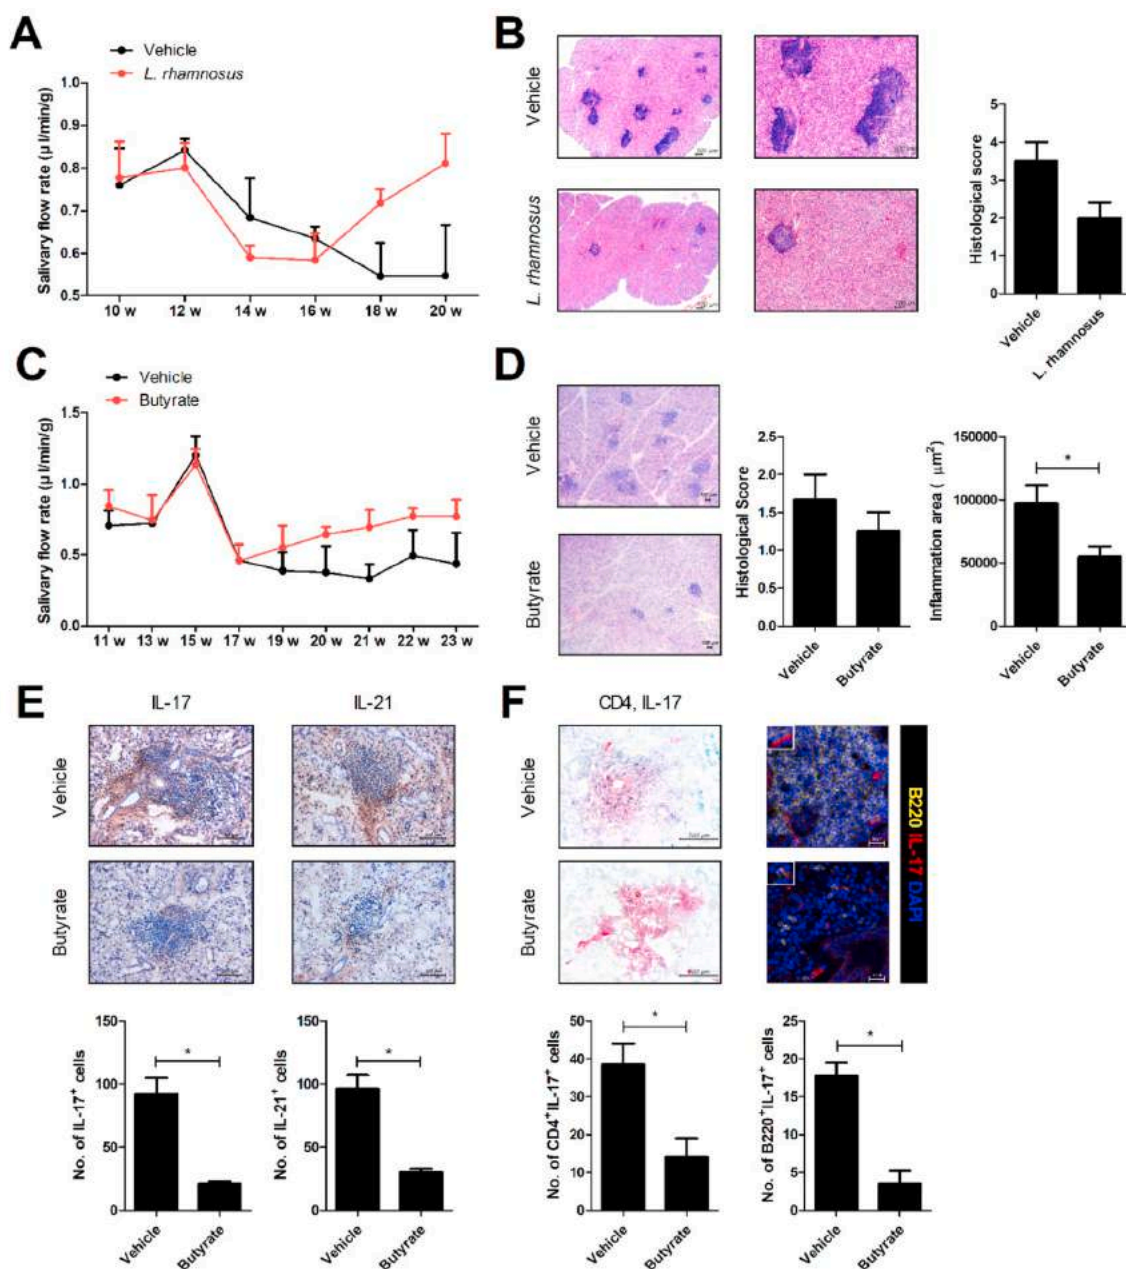 A
Vehicle
L. rhamnosus
Salivary flow rate (µl/min/g)
1.0
0.9
0.8
0.7
0.6
0.5
10 w 12 w 14 w 16 w 18 w 20 w
B
Vehicle
L. rhamnosus
Histological score
5
4
3
2
1
0
Vehicle
L. rhamnosus
C
Vehicle
Butyrate
Salivary flow rate (µl/min/g)
1.5
1.0
0.5
0.0
11 w 13 w 15 w 17 w 19 w 20 w 21 w 22 w 23 w
D
Vehicle
Butyrate
Histological Score
2.5
2.0
1.5
1.0
0.5
0.0
Vehicle
Butyrate
Inflammation area ( µm²)
150000
100000
50000
0
*
Vehicle
Butyrate
E
IL-17
IL-21
Vehicle
Butyrate
No. of IL-17⁺ cells
150
100
50
0
*
Vehicle
Butyrate
No. of IL-21⁺ cells
150
100
50
0
*
Vehicle
Butyrate
F
CD4, IL-17
Vehicle
Butyrate
B220 IL-17 DAPI
No. of CD4⁺IL-17⁺ cells
50
40
30
20
10
0
*
Vehicle
Butyrate
No. of B220⁺IL-17⁺ cells
25
20
15
10
5
0
*
Vehicle
Butyrate